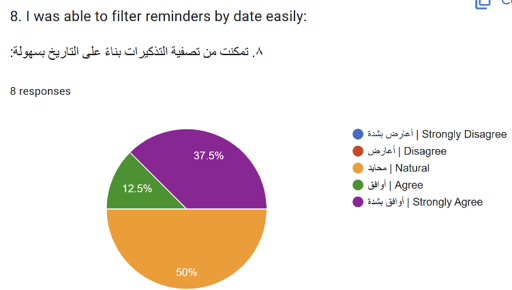 8. I was able to filter reminders by date easily:
٨. تمكنت من تصفية التذكيرات بناءً على التاريخ بسهولة:
8 responses
37.5%
12.5%
50%
أعارض بشدة | Strongly Disagree
أعارض | Disagree
محايد | Natural
أوافق | Agree
أوافق بشدة | Strongly Agree